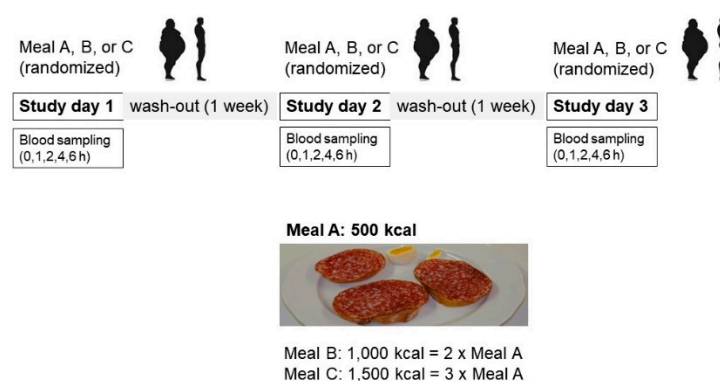 Meal A, B, or C
(randomized)
Meal A, B, or C
(randomized)
Meal A, B, or C
(randomized)
Study day 1 wash-out (1 week) Study day 2 wash-out (1 week) Study day 3
Blood sampling
(0,1,2,4,6 h)
Blood sampling
(0,1,2,4,6 h)
Blood sampling
(0,1,2,4,6 h)
Meal A: 500 kcal
Meal B: 1,000 kcal = 2 x Meal A
Meal C: 1,500 kcal = 3 x Meal A